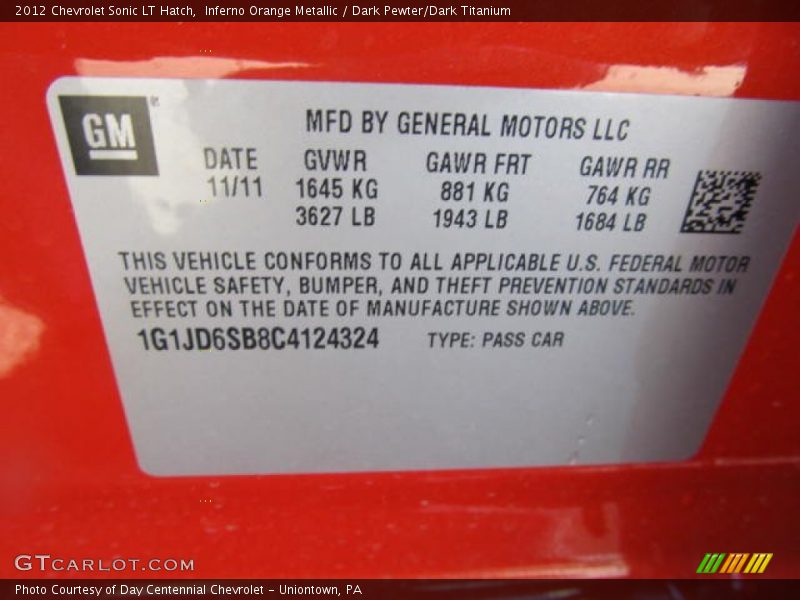 2012 Chevrolet Sonic LT Hatch,  Inferno Orange Metallic / Dark Pewter/Dark Titanium
GM®
MFD BY GENERAL MOTORS LLC
DATE GVWR GAWR FRT GAWR RR
11/11 1645 KG 881 KG 764 KG
3627 LB 1943 LB 1684 LB
THIS VEHICLE CONFORMS TO ALL APPLICABLE U.S. FEDERAL MOTOR
VEHICLE SAFETY, BUMPER, AND THEFT PREVENTION STANDARDS IN
EFFECT ON THE DATE OF MANUFACTURE SHOWN ABOVE.
1G1JD6SB8C4124324 TYPE: PASS CAR
GTCARLOT.COM
Photo Courtesy of Day Centennial Chevrolet - Uniontown, PA